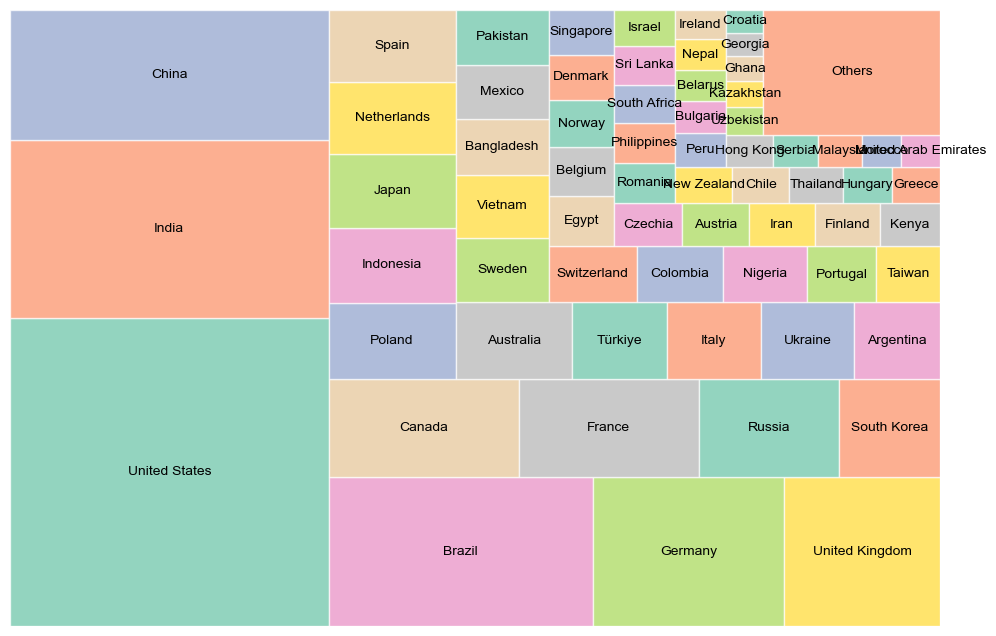 China
India
United States
Spain
Netherlands
Japan
Indonesia
Poland
Canada
Brazil
Pakistan
Mexico
Bangladesh
Vietnam
Sweden
Australia
France
Germany
Singapore
Denmark
Norway
Belgium
Egypt
Switzerland
Türkiye
Israel
Sri Lanka
South Africa
Philippines
Romania
Czechia
Colombia
Italy
Russia
United Kingdom
Ireland
Nepal
Belarus
Bulgaria
Peru
New Zealand
Austria
Nigeria
Ukraine
South Korea
Croatia
Georgia
Ghana
Kazakhstan
Uzbekistan
Hong Kong
Chile
Iran
Portugal
Argentina
Others
Serbia
Malaysia
Morocco
United Arab Emirates
Thailand
Hungary
Greece
Finland
Kenya
Taiwan